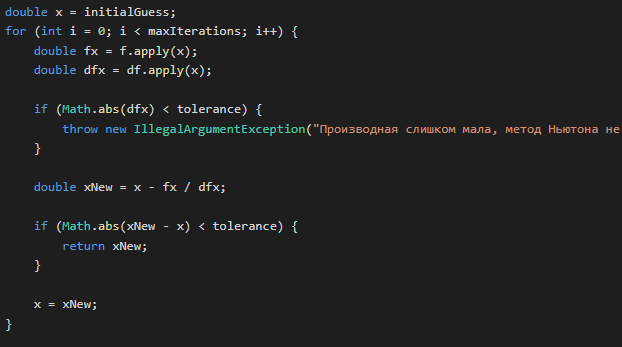 double x = initialGuess;
for (int i = 0; i < maxIterations; i++) {
    double fx = f.apply(x);
    double dfx = df.apply(x);

    if (Math.abs(dfx) < tolerance) {
        throw new IllegalArgumentException("Производная слишком мала, метод Ньютона не
    }

    double xNew = x - fx / dfx;

    if (Math.abs(xNew - x) < tolerance) {
        return xNew;
    }

    x = xNew;
}